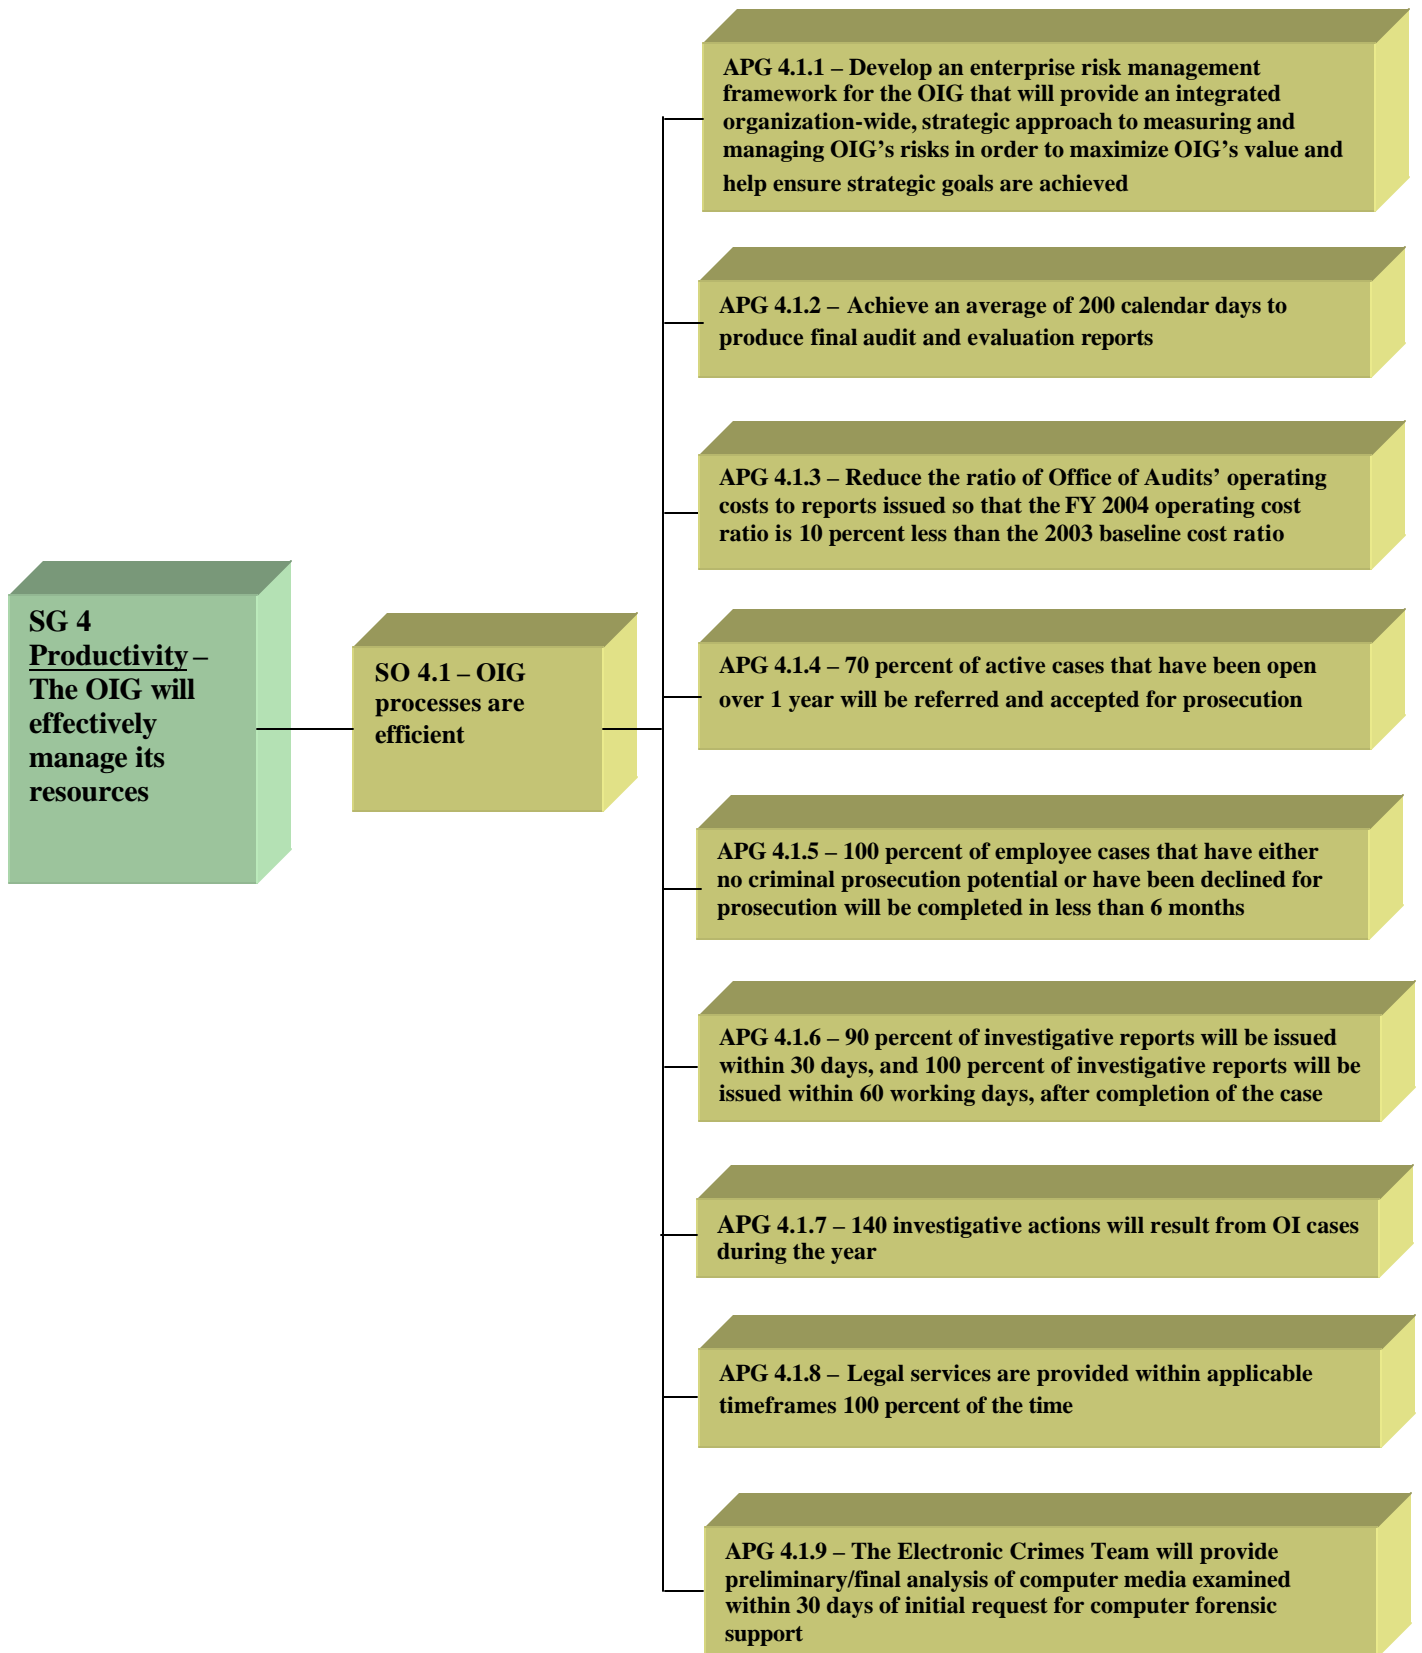 SG 4
Productivity –
The OIG will
effectively
manage its
resources
SO 4.1 – OIG
processes are
efficient
APG 4.1.1 – Develop an enterprise risk management
framework for the OIG that will provide an integrated
organization-wide, strategic approach to measuring and
managing OIG’s risks in order to maximize OIG’s value and
help ensure strategic goals are achieved
APG 4.1.2 – Achieve an average of 200 calendar days to
produce final audit and evaluation reports
APG 4.1.3 – Reduce the ratio of Office of Audits’ operating
costs to reports issued so that the FY 2004 operating cost
ratio is 10 percent less than the 2003 baseline cost ratio
APG 4.1.4 – 70 percent of active cases that have been open
over 1 year will be referred and accepted for prosecution
APG 4.1.5 – 100 percent of employee cases that have either
no criminal prosecution potential or have been declined for
prosecution will be completed in less than 6 months
APG 4.1.6 – 90 percent of investigative reports will be issued
within 30 days, and 100 percent of investigative reports will be
issued within 60 working days, after completion of the case
APG 4.1.7 – 140 investigative actions will result from OI cases
during the year
APG 4.1.8 – Legal services are provided within applicable
timeframes 100 percent of the time
APG 4.1.9 – The Electronic Crimes Team will provide
preliminary/final analysis of computer media examined
within 30 days of initial request for computer forensic
support